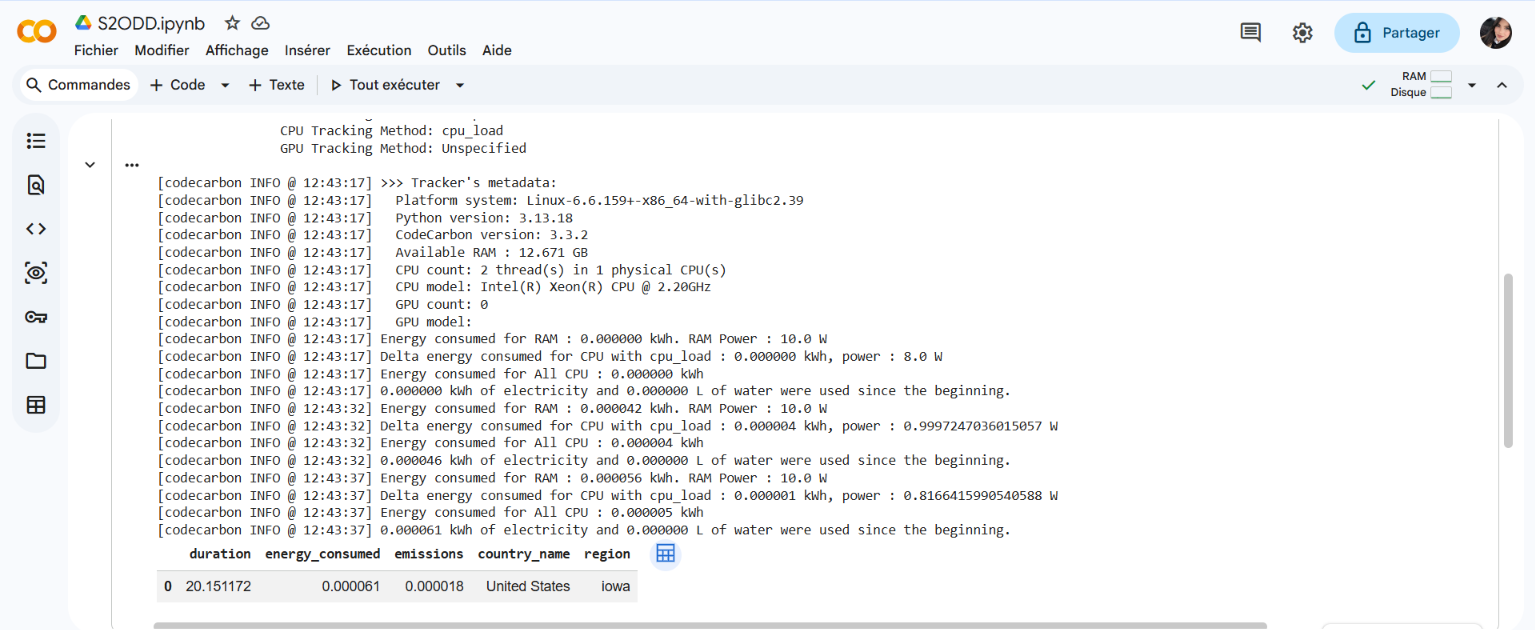 S2ODD.ipynb
Fichier Modifier Affichage Insérer Exécution Outils Aide
Partager
Commandes + Code + Texte Tout exécuter
RAM
Disque
CPU Tracking Method: cpu_load
GPU Tracking Method: Unspecified
[codecarbon INFO @ 12:43:17] >>> Tracker's metadata:
[codecarbon INFO @ 12:43:17] Platform system: Linux-6.6.159+-x86_64-with-glibc2.39
[codecarbon INFO @ 12:43:17] Python version: 3.13.18
[codecarbon INFO @ 12:43:17] CodeCarbon version: 3.3.2
[codecarbon INFO @ 12:43:17] Available RAM : 12.671 GB
[codecarbon INFO @ 12:43:17] CPU count: 2 thread(s) in 1 physical CPU(s)
[codecarbon INFO @ 12:43:17] CPU model: Intel(R) Xeon(R) CPU @ 2.20GHz
[codecarbon INFO @ 12:43:17] GPU count: 0
[codecarbon INFO @ 12:43:17] GPU model:
[codecarbon INFO @ 12:43:17] Energy consumed for RAM : 0.000000 kWh. RAM Power : 10.0 W
[codecarbon INFO @ 12:43:17] Delta energy consumed for CPU with cpu_load : 0.000000 kWh, power : 8.0 W
[codecarbon INFO @ 12:43:17] Energy consumed for All CPU : 0.000000 kWh
[codecarbon INFO @ 12:43:17] 0.000000 kWh of electricity and 0.000000 L of water were used since the beginning.
[codecarbon INFO @ 12:43:32] Energy consumed for RAM : 0.000042 kWh. RAM Power : 10.0 W
[codecarbon INFO @ 12:43:32] Delta energy consumed for CPU with cpu_load : 0.000004 kWh, power : 0.9997247036015057 W
[codecarbon INFO @ 12:43:32] Energy consumed for All CPU : 0.000004 kWh
[codecarbon INFO @ 12:43:32] 0.000046 kWh of electricity and 0.000000 L of water were used since the beginning.
[codecarbon INFO @ 12:43:37] Energy consumed for RAM : 0.000056 kWh. RAM Power : 10.0 W
[codecarbon INFO @ 12:43:37] Delta energy consumed for CPU with cpu_load : 0.000001 kWh, power : 0.8166415990540588 W
[codecarbon INFO @ 12:43:37] Energy consumed for All CPU : 0.000005 kWh
[codecarbon INFO @ 12:43:37] 0.000061 kWh of electricity and 0.000000 L of water were used since the beginning.
duration energy_consumed emissions country_name region
0 20.151172 0.000061 0.000018 United States iowa